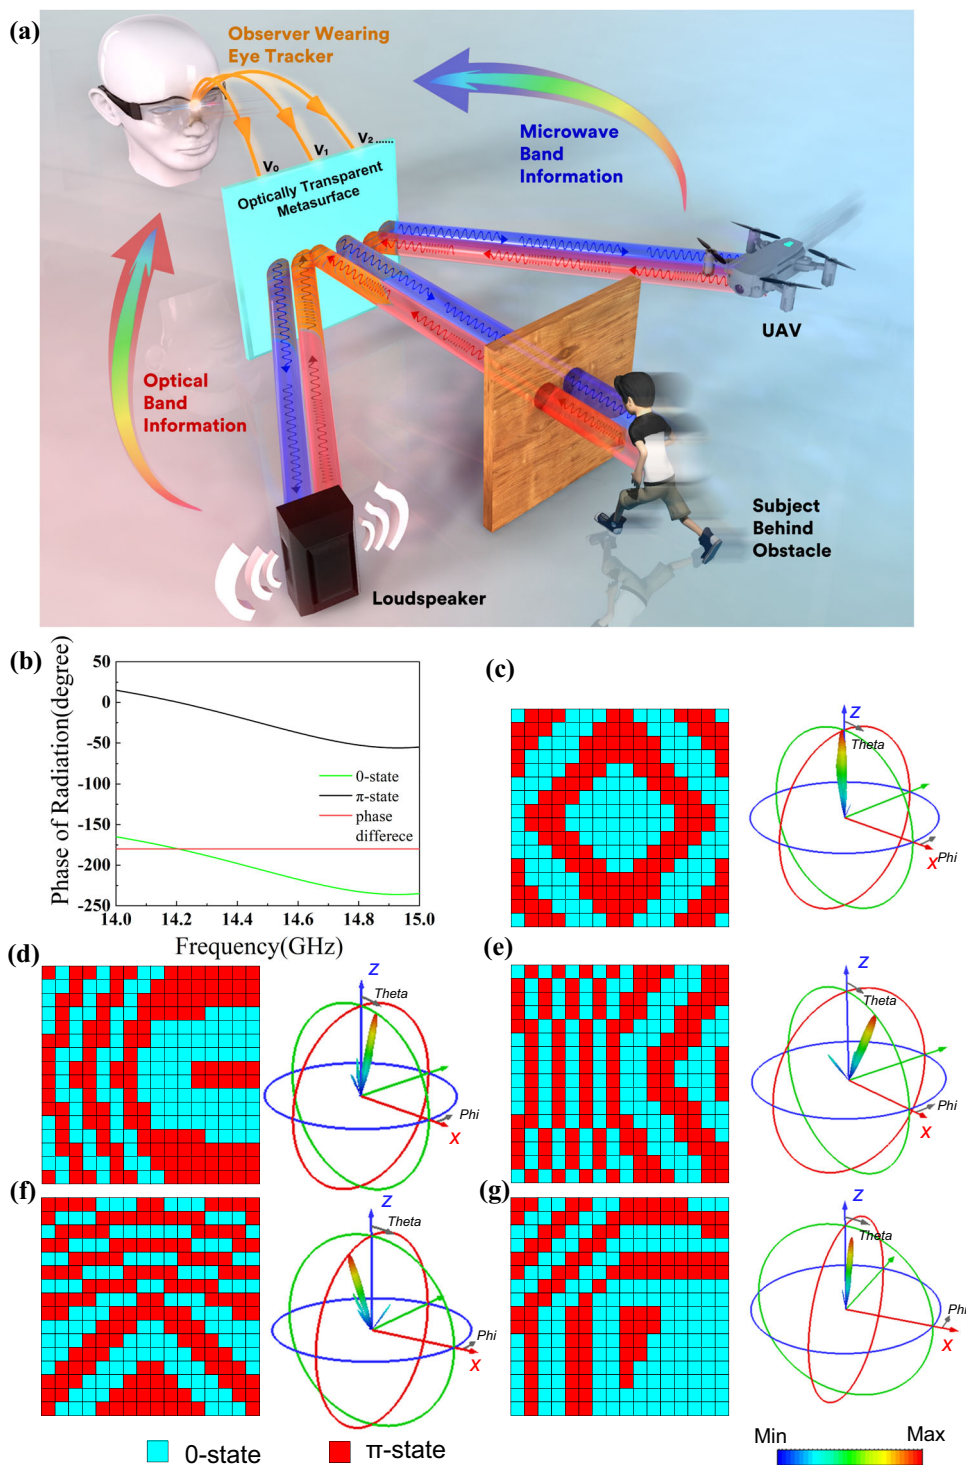 (a)
Observer Wearing
Eye Tracker
V0
V1
V2 ......
Optically Transparent
Metasurface
Microwave
Band
Information
UAV
Optical
Band
Information
Subject
Behind
Obstacle
Loudspeaker
(b)
Phase of Radiation(degree)
50
0
-50
-100
-150
-200
-250
0-state
π-state
phase
differece
14.0
14.2
14.4
14.6
14.8
15.0
Frequency(GHz)
(c)
Z
Theta
X
Phi
(d)
Z
Theta
Phi
X
(e)
Z
Theta
Phi
X
(f)
Z
Theta
Phi
X
(g)
Z
Theta
Phi
X
0-state
π-state
Min
Max